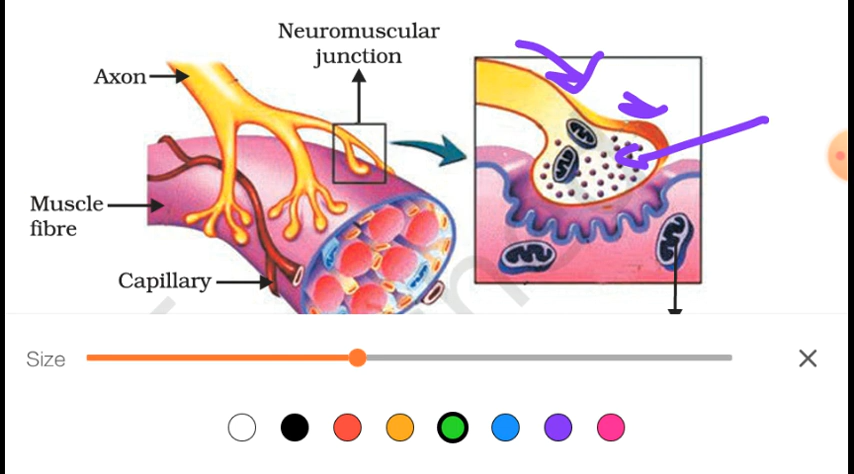 Neuromuscular
junction
Axon
Muscle
fibre
Capillary
Size